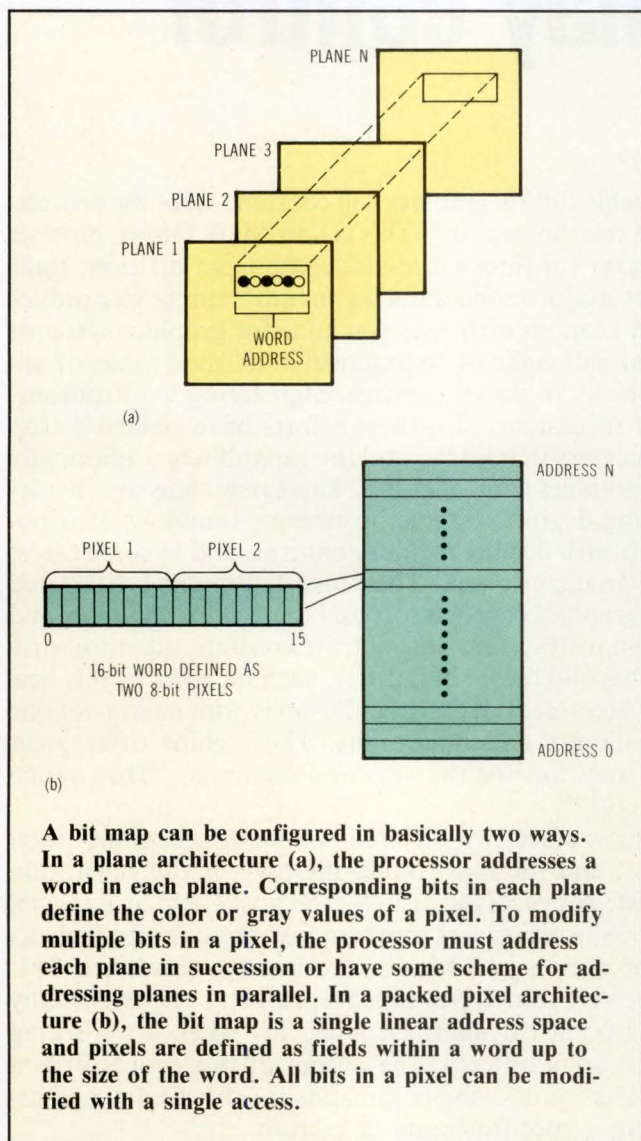 PLANE N
PLANE 3
PLANE 2
PLANE 1
WORD
ADDRESS
(a)
ADDRESS N
PIXEL 1 PIXEL 2
0 15
16-bit WORD DEFINED AS
TWO 8-bit PIXELS
ADDRESS 0
(b)
A bit map can be configured in basically two ways.
In a plane architecture (a), the processor addresses a
word in each plane. Corresponding bits in each plane
define the color or gray values of a pixel. To modify
multiple bits in a pixel, the processor must address
each plane in succession or have some scheme for ad-
dressing planes in parallel. In a packed pixel architec-
ture (b), the bit map is a single linear address space
and pixels are defined as fields within a word up to
the size of the word. All bits in a pixel can be modi-
fied with a single access.